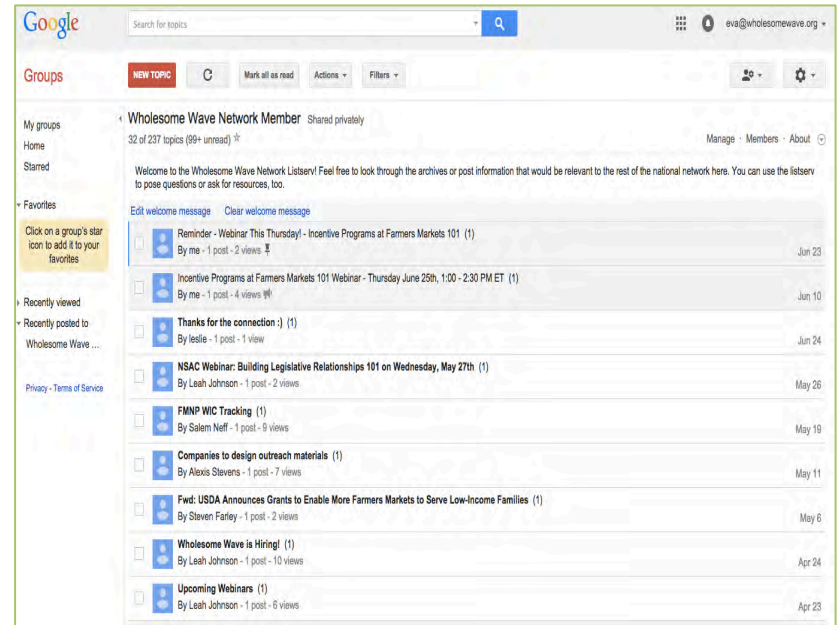 Google
Search for topics
eva@wholesomewave.org
Groups
NEW TOPIC
Mark all as read
Actions
Filters
My groups
Home
Starred
Favorites
Click on a group's star
icon to add it to your
favorites
Recently viewed
Recently posted to
Wholesome Wave ...
Privacy - Terms of Service
Wholesome Wave Network Member Shared privately
32 of 237 topics (99+ unread)
Manage · Members · About
Welcome to the Wholesome Wave Network Listserv! Feel free to look through the archives or post information that would be relevant to the rest of the national network here. You can use the listserv
to pose questions or ask for resources, too.
Edit welcome message Clear welcome message
Reminder - Webinar This Thursday! - Incentive Programs at Farmers Markets 101 (1)
By me - 1 post - 2 views
Jun 23
Incentive Programs at Farmers Markets 101 Webinar - Thursday June 25th, 1:00 - 2:30 PM ET (1)
By me - 1 post - 4 views
Jun 10
Thanks for the connection :) (1)
By leslie - 1 post - 1 view
Jun 24
NSAC Webinar: Building Legislative Relationships 101 on Wednesday, May 27th (1)
By Leah Johnson - 1 post - 2 views
May 26
FMNP WIC Tracking (1)
By Salem Neff - 1 post - 9 views
May 19
Companies to design outreach materials (1)
By Alexis Stevens - 1 post - 7 views
May 11
Fwd: USDA Announces Grants to Enable More Farmers Markets to Serve Low-Income Families (1)
By Steven Farley - 1 post - 2 views
May 6
Wholesome Wave is Hiring! (1)
By Leah Johnson - 1 post - 10 views
Apr 24
Upcoming Webinars (1)
By Leah Johnson - 1 post - 6 views
Apr 23